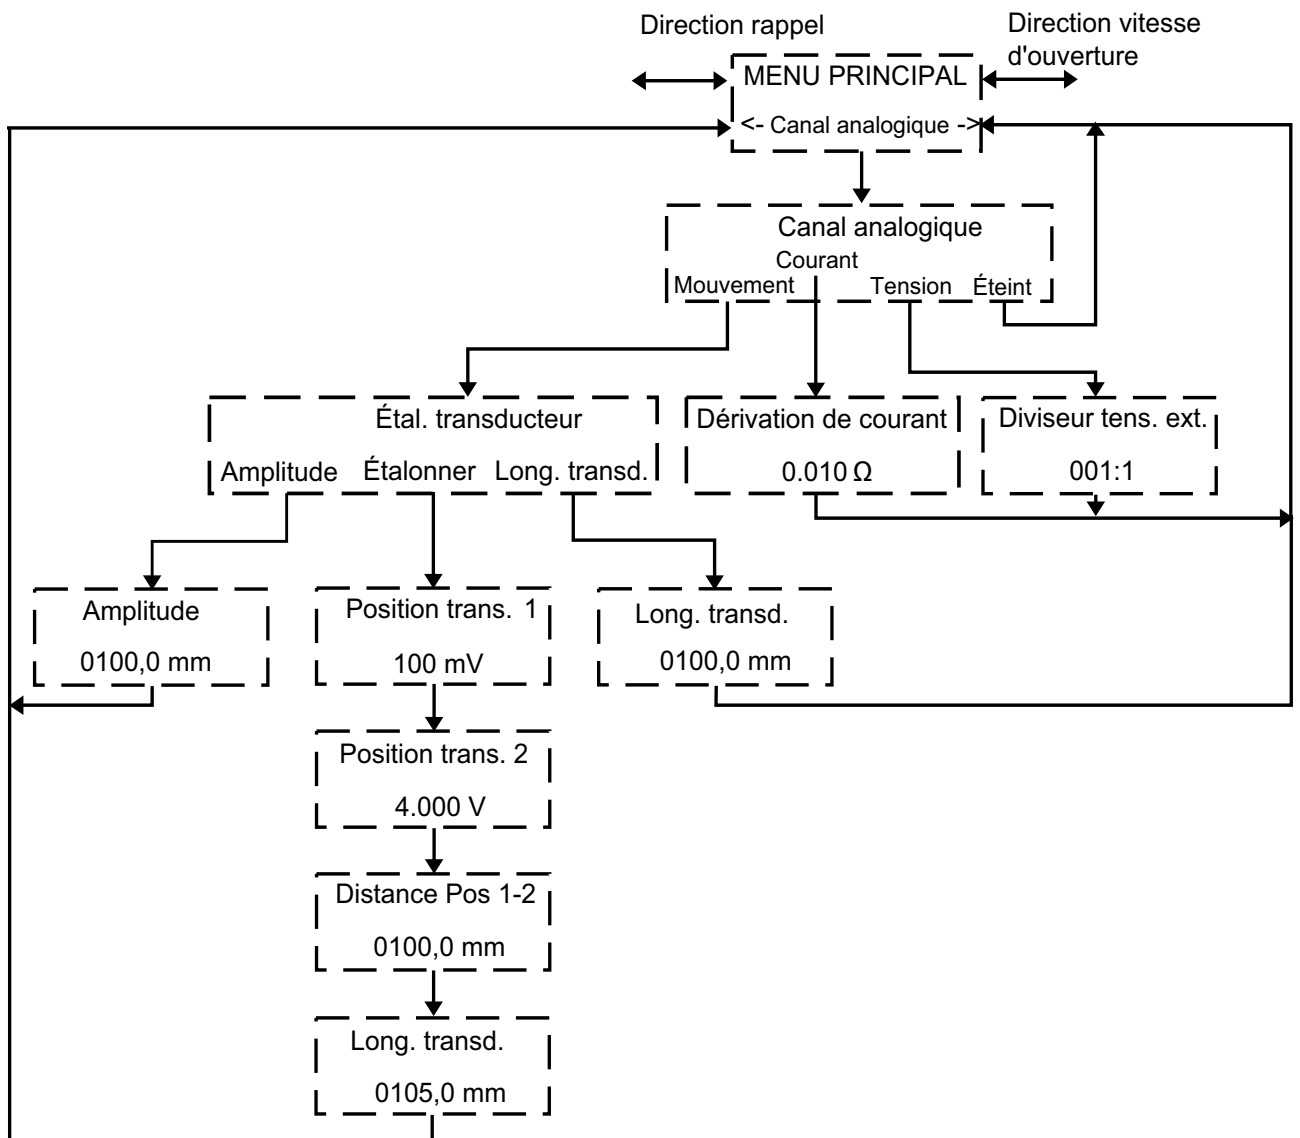 Direction rappel
Direction vitesse
d'ouverture
MENU PRINCIPAL
<- Canal analogique ->
Canal analogique
Courant
Mouvement
Tension
Éteint
Étal. transducteur
Amplitude
Étalonner
Long. transd.
Dérivation de courant
0.010 Ω
Diviseur tens. ext.
001:1
Amplitude
0100,0 mm
Position trans. 1
100 mV
Long. transd.
0100,0 mm
Position trans. 2
4.000 V
Distance Pos 1-2
0100,0 mm
Long. transd.
0105,0 mm